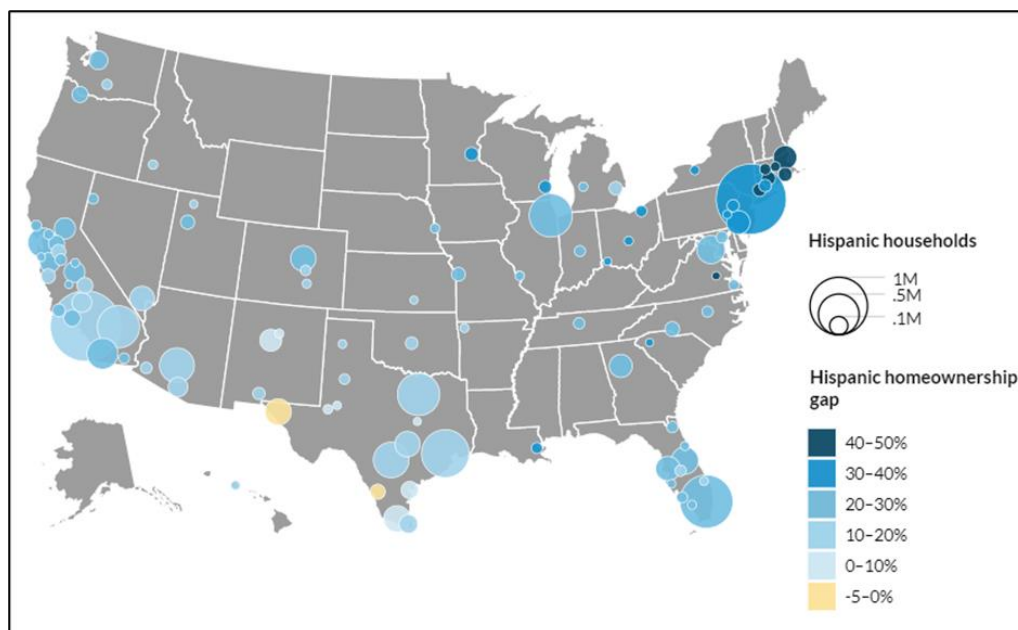 Hispanic households
1M
.5M
.1M
Hispanic homeownership
gap
40–50%
30–40%
20–30%
10–20%
0–10%
-5–0%